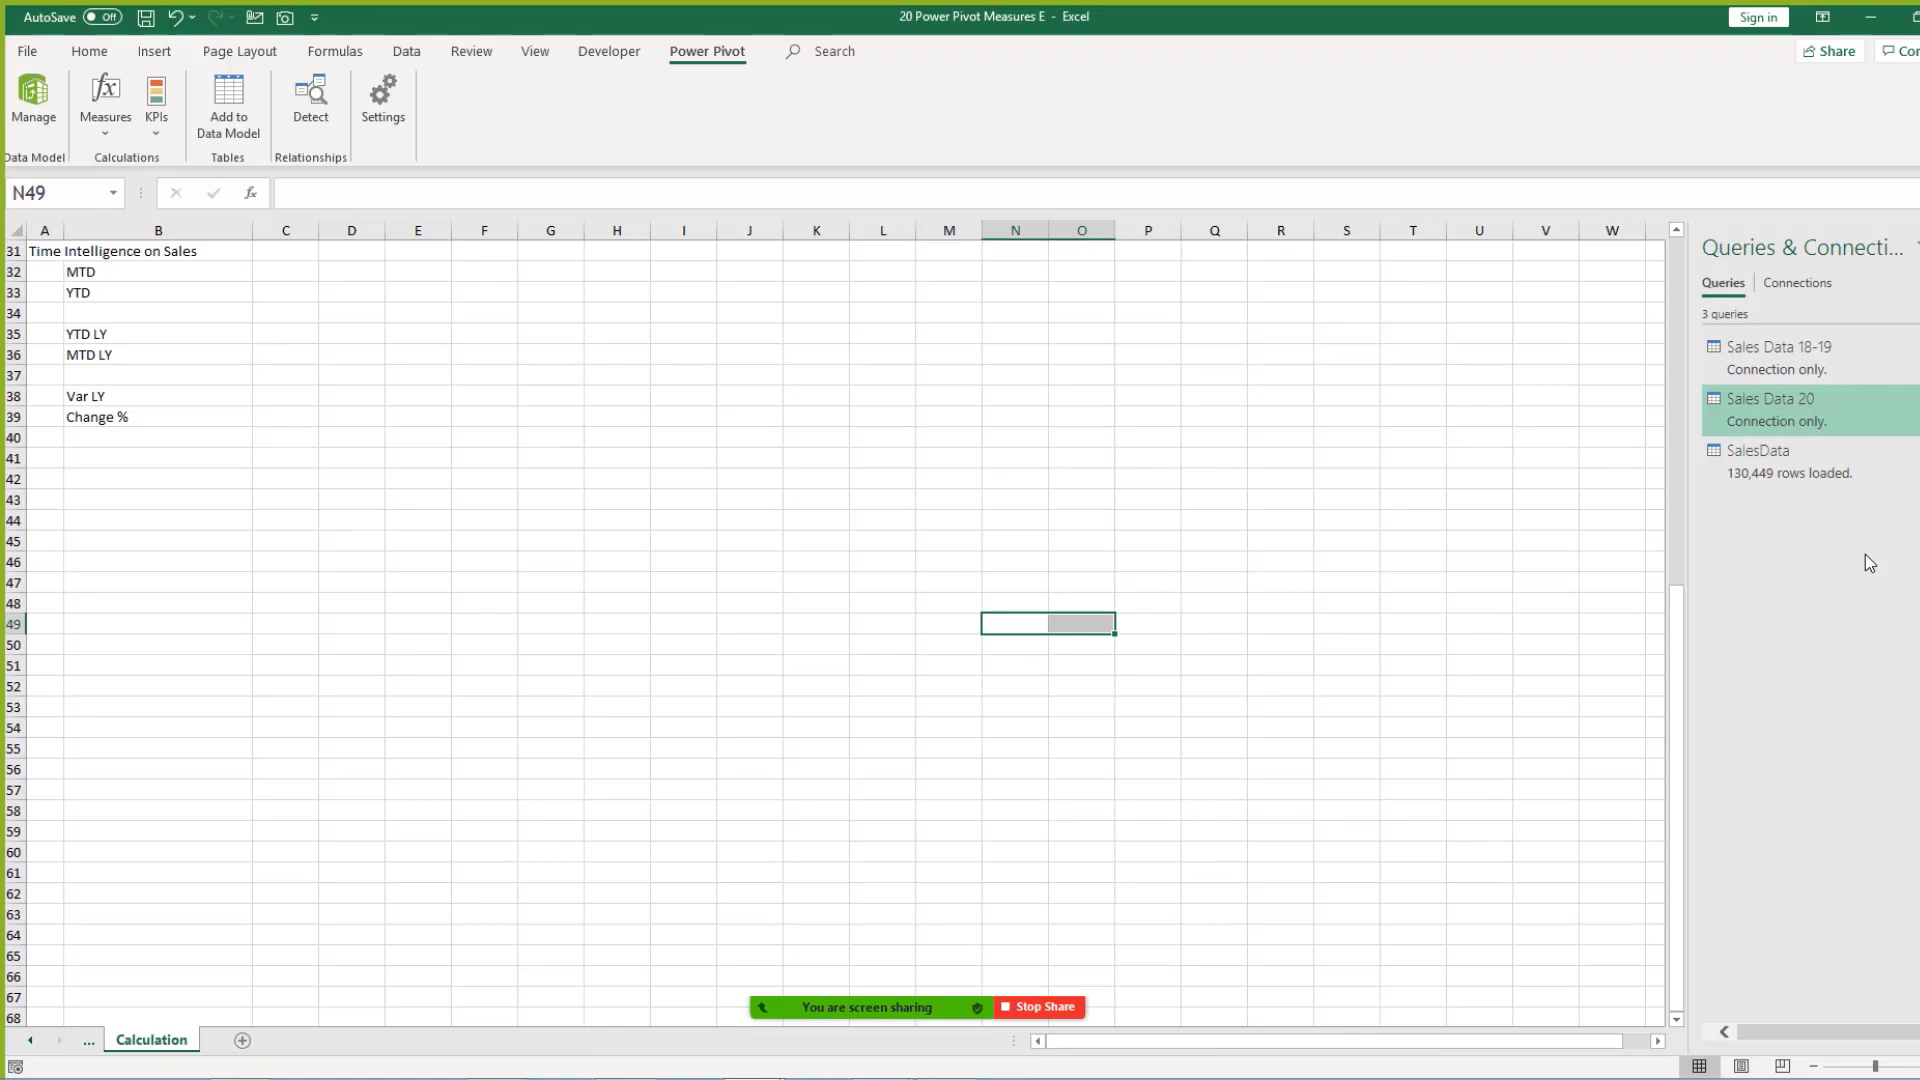 AutoSave Off
20 Power Pivot Measures E - Excel
Sign in
File Home Insert Page Layout Formulas Data Review View Developer Power Pivot Search
Share
Manage Measures KPIs Add to Data Model Detect Settings
Data Model Calculations Tables Relationships
N49 fx
A B C D E F G H I J K L M N O P Q R S T U V W
31 Time Intelligence on Sales
32 MTD
33 YTD
34
35 YTD LY
36 MTD LY
37
38 Var LY
39 Change %
40
41
42
43
44
45
46
47
48
49
50
51
52
53
54
55
56
57
58
59
60
61
62
63
64
65
66
67
68
Queries & Connecti...
Queries Connections
3 queries
Sales Data 18-19
Connection only.
Sales Data 20
Connection only.
SalesData
130,449 rows loaded.
You are screen sharing Stop Share
... Calculation